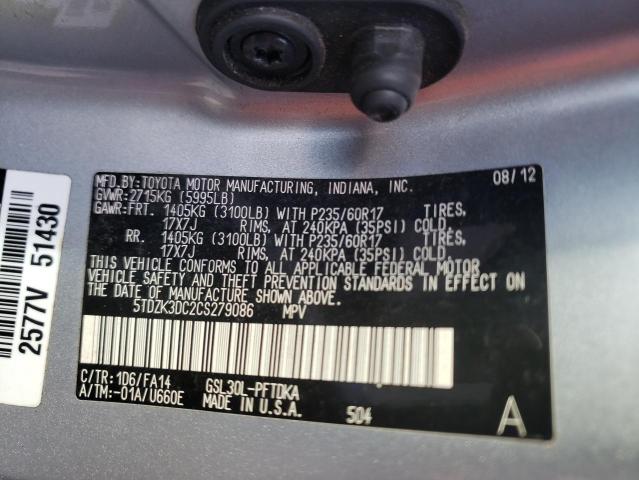 2577V 51430
MFD.BY:TOYOTA MOTOR MANUFACTURING, INDIANA, INC. 08/12
GVWR:2715KG (5995LB)
GAWR:FRT. 1405KG (3100LB) WITH P235/60R17 TIRES,
17X7J RIMS, AT 240KPA (35PSI) COLD.
RR. 1405KG (3100LB) WITH P235/60R17 TIRES,
17X7J RIMS, AT 240KPA (35PSI) COLD.
THIS VEHICLE CONFORMS TO ALL APPLICABLE FEDERAL MOTOR
VEHICLE SAFETY AND THEFT PREVENTION STANDARDS IN EFFECT ON
THE DATE OF MANUFACTURE SHOWN ABOVE.
5TDZK3DC2CS279086 MPV
C/TR:1D6/FA14 GSL30L-PFTDKA
A/TM:-01A/U660E MADE IN U.S.A. 504 A